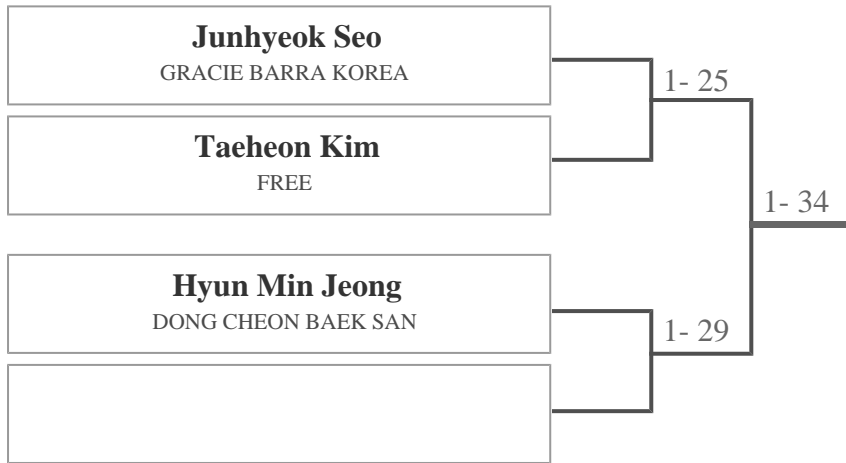 Junhyeok Seo
GRACIE BARRA KOREA
1- 25
Taeheon Kim
FREE
1- 34
Hyun Min Jeong
DONG CHEON BAEK SAN
1- 29